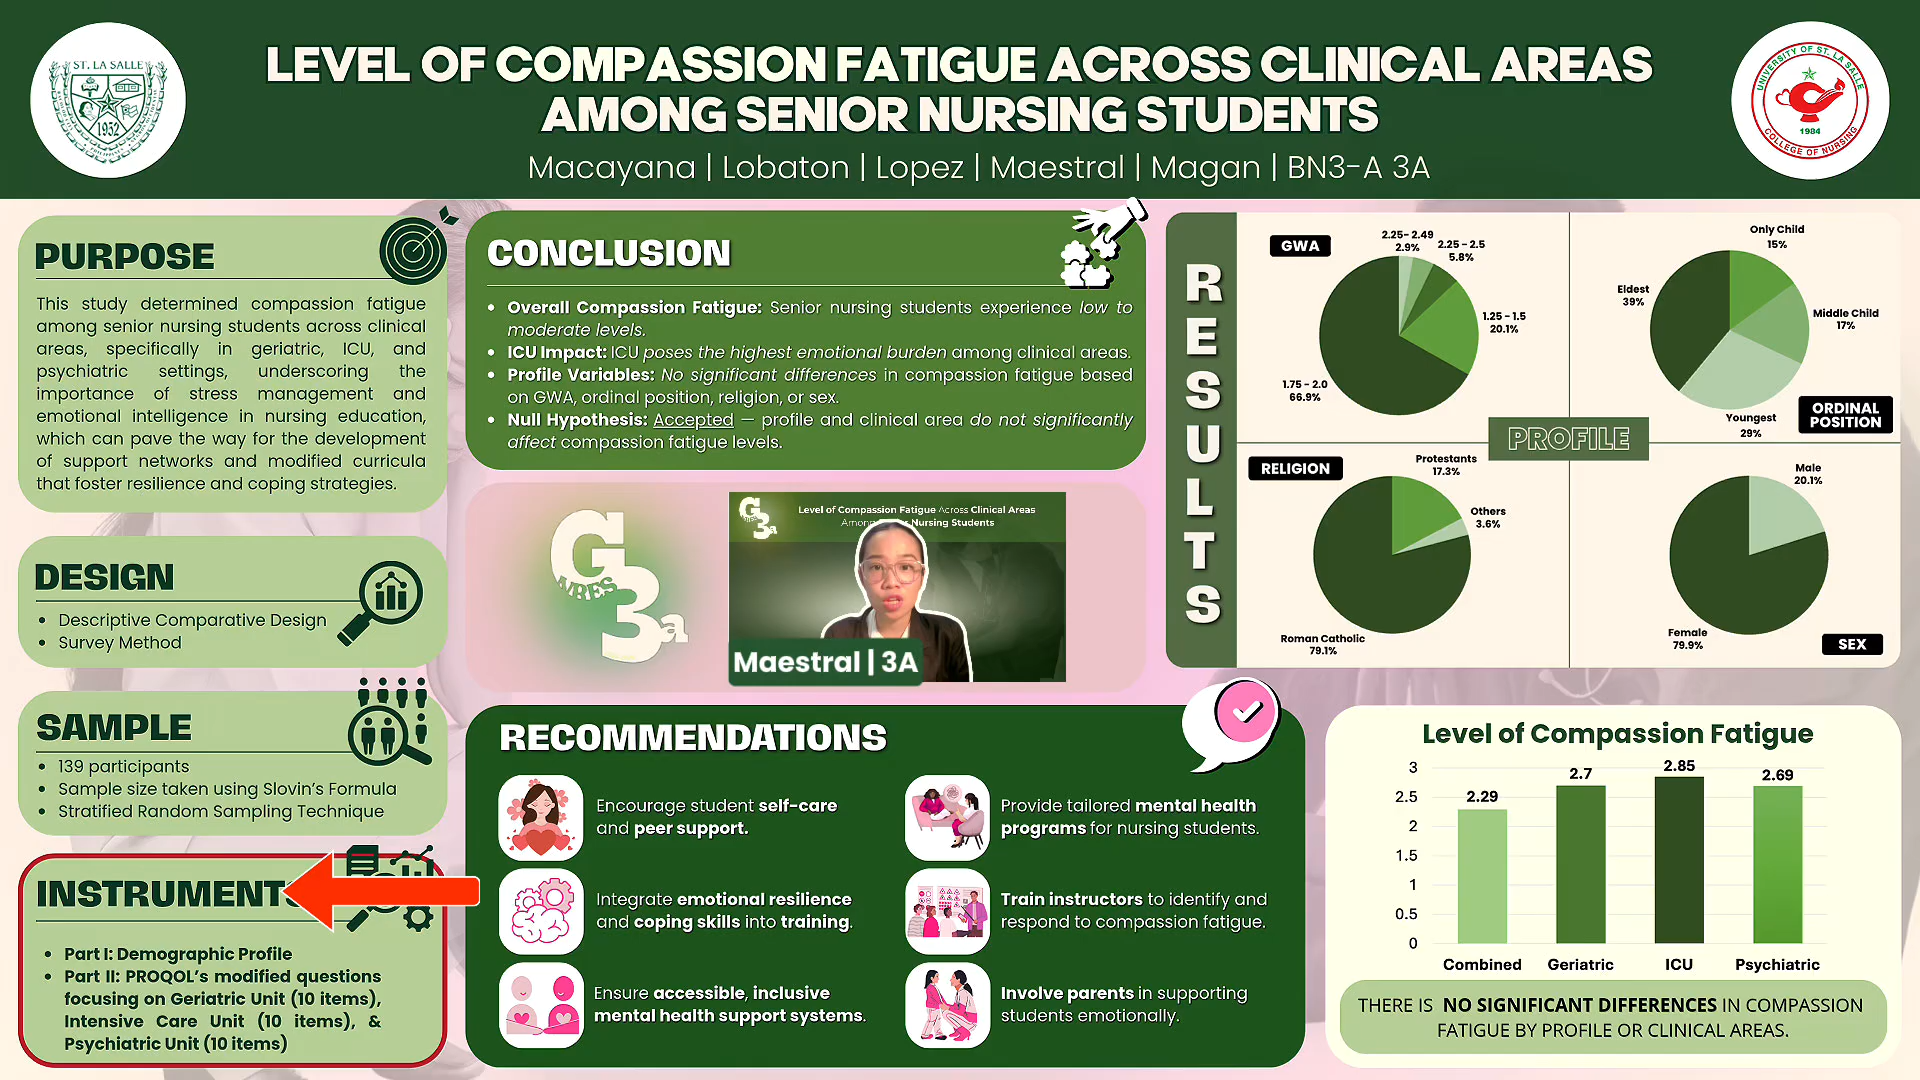 ST. LA SALLE
1952
LEVEL OF COMPASSION FATIGUE ACROSS CLINICAL AREAS
AMONG SENIOR NURSING STUDENTS
Macayana | Lobaton | Lopez | Maestral | Magan | BN3-A 3A
UNIVERSITY OF ST. LA SALLE
1984
COLLEGE OF NURSING
PURPOSE
This study determined compassion fatigue
among senior nursing students across clinical
areas, specifically in geriatric, ICU, and
psychiatric settings, underscoring the
importance of stress management and
emotional intelligence in nursing education,
which can pave the way for the development
of support networks and modified curricula
that foster resilience and coping strategies.
DESIGN
• Descriptive Comparative Design
• Survey Method
SAMPLE
• 139 participants
• Sample size taken using Slovin's Formula
• Stratified Random Sampling Technique
INSTRUMENT
• Part I: Demographic Profile
• Part II: PROQOL's modified questions
focusing on Geriatric Unit (10 items),
Intensive Care Unit (10 items), &
Psychiatric Unit (10 items)
CONCLUSION
• Overall Compassion Fatigue: Senior nursing students experience low to
moderate levels.
• ICU Impact: ICU poses the highest emotional burden among clinical areas.
• Profile Variables: No significant differences in compassion fatigue based
on GWA, ordinal position, religion, or sex.
• Null Hypothesis: Accepted — profile and clinical area do not significantly
affect compassion fatigue levels.
G
3a
Level of Compassion Fatigue Across Clinical Areas
Nursing Students
Maestral | 3A
RECOMMENDATIONS
Encourage student self-care
and peer support.
Integrate emotional resilience
and coping skills into training.
Ensure accessible, inclusive
mental health support systems.
Provide tailored mental health
programs for nursing students.
Train instructors to identify and
respond to compassion fatigue.
Involve parents in supporting
students emotionally.
RESULTS
PROFILE
GWA
2.25- 2.49
2.9%
2.25 - 2.5
5.8%
1.25 - 1.5
20.1%
1.75 - 2.0
66.9%
Only Child
15%
Eldest
39%
Middle Child
17%
Youngest
29%
ORDINAL
POSITION
RELIGION
Protestants
17.3%
Others
3.6%
Roman Catholic
79.1%
Male
20.1%
Female
79.9%
SEX
Level of Compassion Fatigue
3
2.5
2
1.5
1
0.5
0
2.29
2.7
2.85
2.69
Combined Geriatric ICU Psychiatric
THERE IS NO SIGNIFICANT DIFFERENCES IN COMPASSION
FATIGUE BY PROFILE OR CLINICAL AREAS.